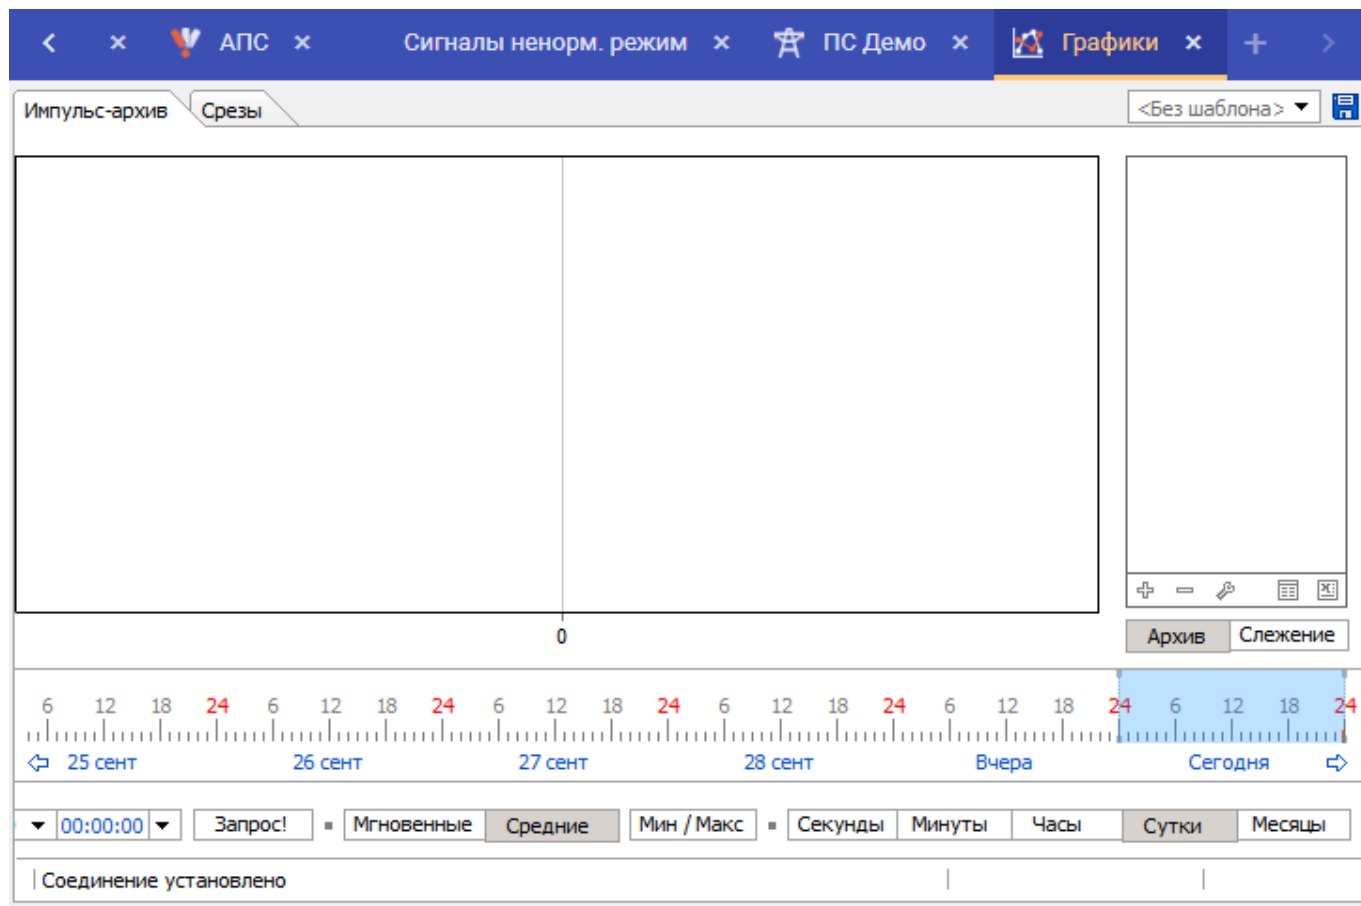 АПС Сигналы ненорм. режим ПС Демо Графики
Импульс-архив Срезы <Без шаблона>
0
Архив Слежение
6 12 18 24 6 12 18 24 6 12 18 24 6 12 18 24 6 12 18 24 6 12 18 24
25 сент 26 сент 27 сент 28 сент Вчера Сегодня
00:00:00 Запрос! Мгновенные Средние Мин / Макс Секунды Минуты Часы Сутки Месяцы
Соединение установлено